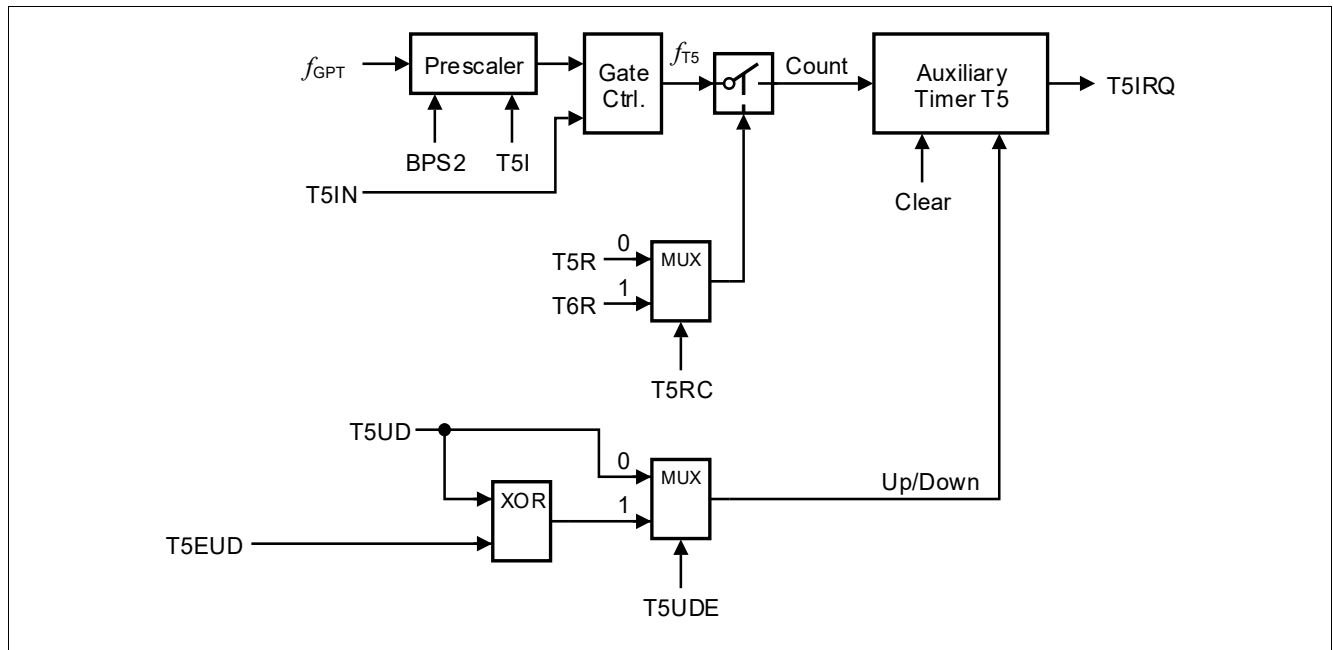 fGPT
Prescaler
Gate
Ctrl.
fT5
Count
Auxiliary
Timer T5
T5IRQ
BPS2
T5I
T5IN
Clear
T5R
0
MUX
T6R
1
T5RC
T5UD
0
MUX
XOR
1
Up/Down
T5EUD
T5UDE